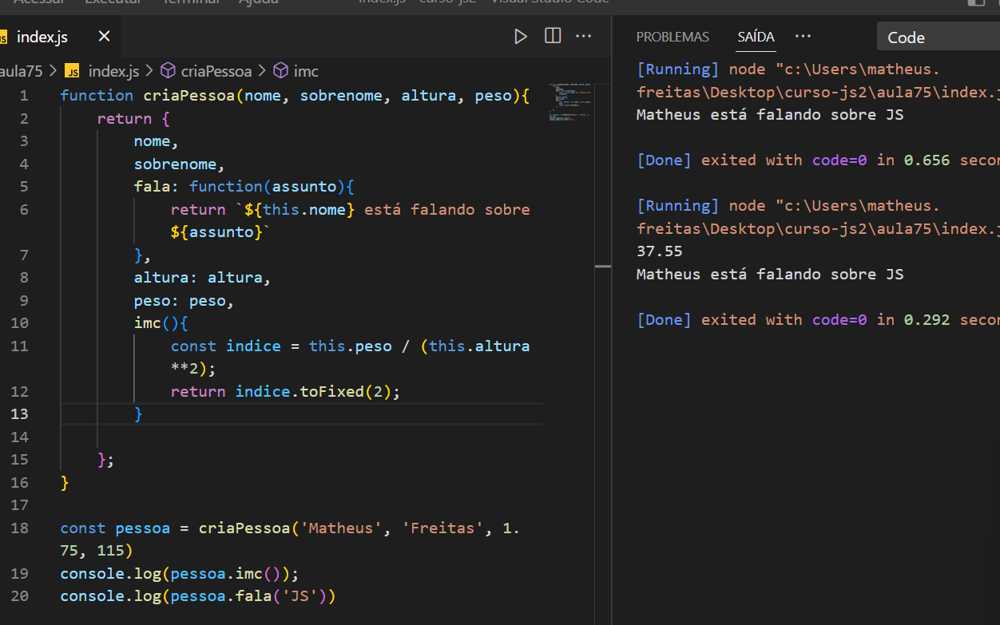 Acessar Executar Terminal Ajuda index.js - curso-js2 - Visual Studio Code
JS index.js
PROBLEMAS SAÍDA ... Code
aula75 > JS index.js > criaPessoa > imc
1 function criaPessoa(nome, sobrenome, altura, peso){
2 return {
3 nome,
4 sobrenome,
5 fala: function(assunto){
6 return `${this.nome} está falando sobre
${assunto}`
7 },
8 altura: altura,
9 peso: peso,
10 imc(){
11 const indice = this.peso / (this.altura
**2);
12 return indice.toFixed(2);
13 }
14
15 };
16 }
17
18 const pessoa = criaPessoa('Matheus', 'Freitas', 1.
75, 115)
19 console.log(pessoa.imc());
20 console.log(pessoa.fala('JS'))
[Running] node "c:\Users\matheus.
freitas\Desktop\curso-js2\aula75\index.j
Matheus está falando sobre JS
[Done] exited with code=0 in 0.656 secon
[Running] node "c:\Users\matheus.
freitas\Desktop\curso-js2\aula75\index.j
37.55
Matheus está falando sobre JS
[Done] exited with code=0 in 0.292 secon